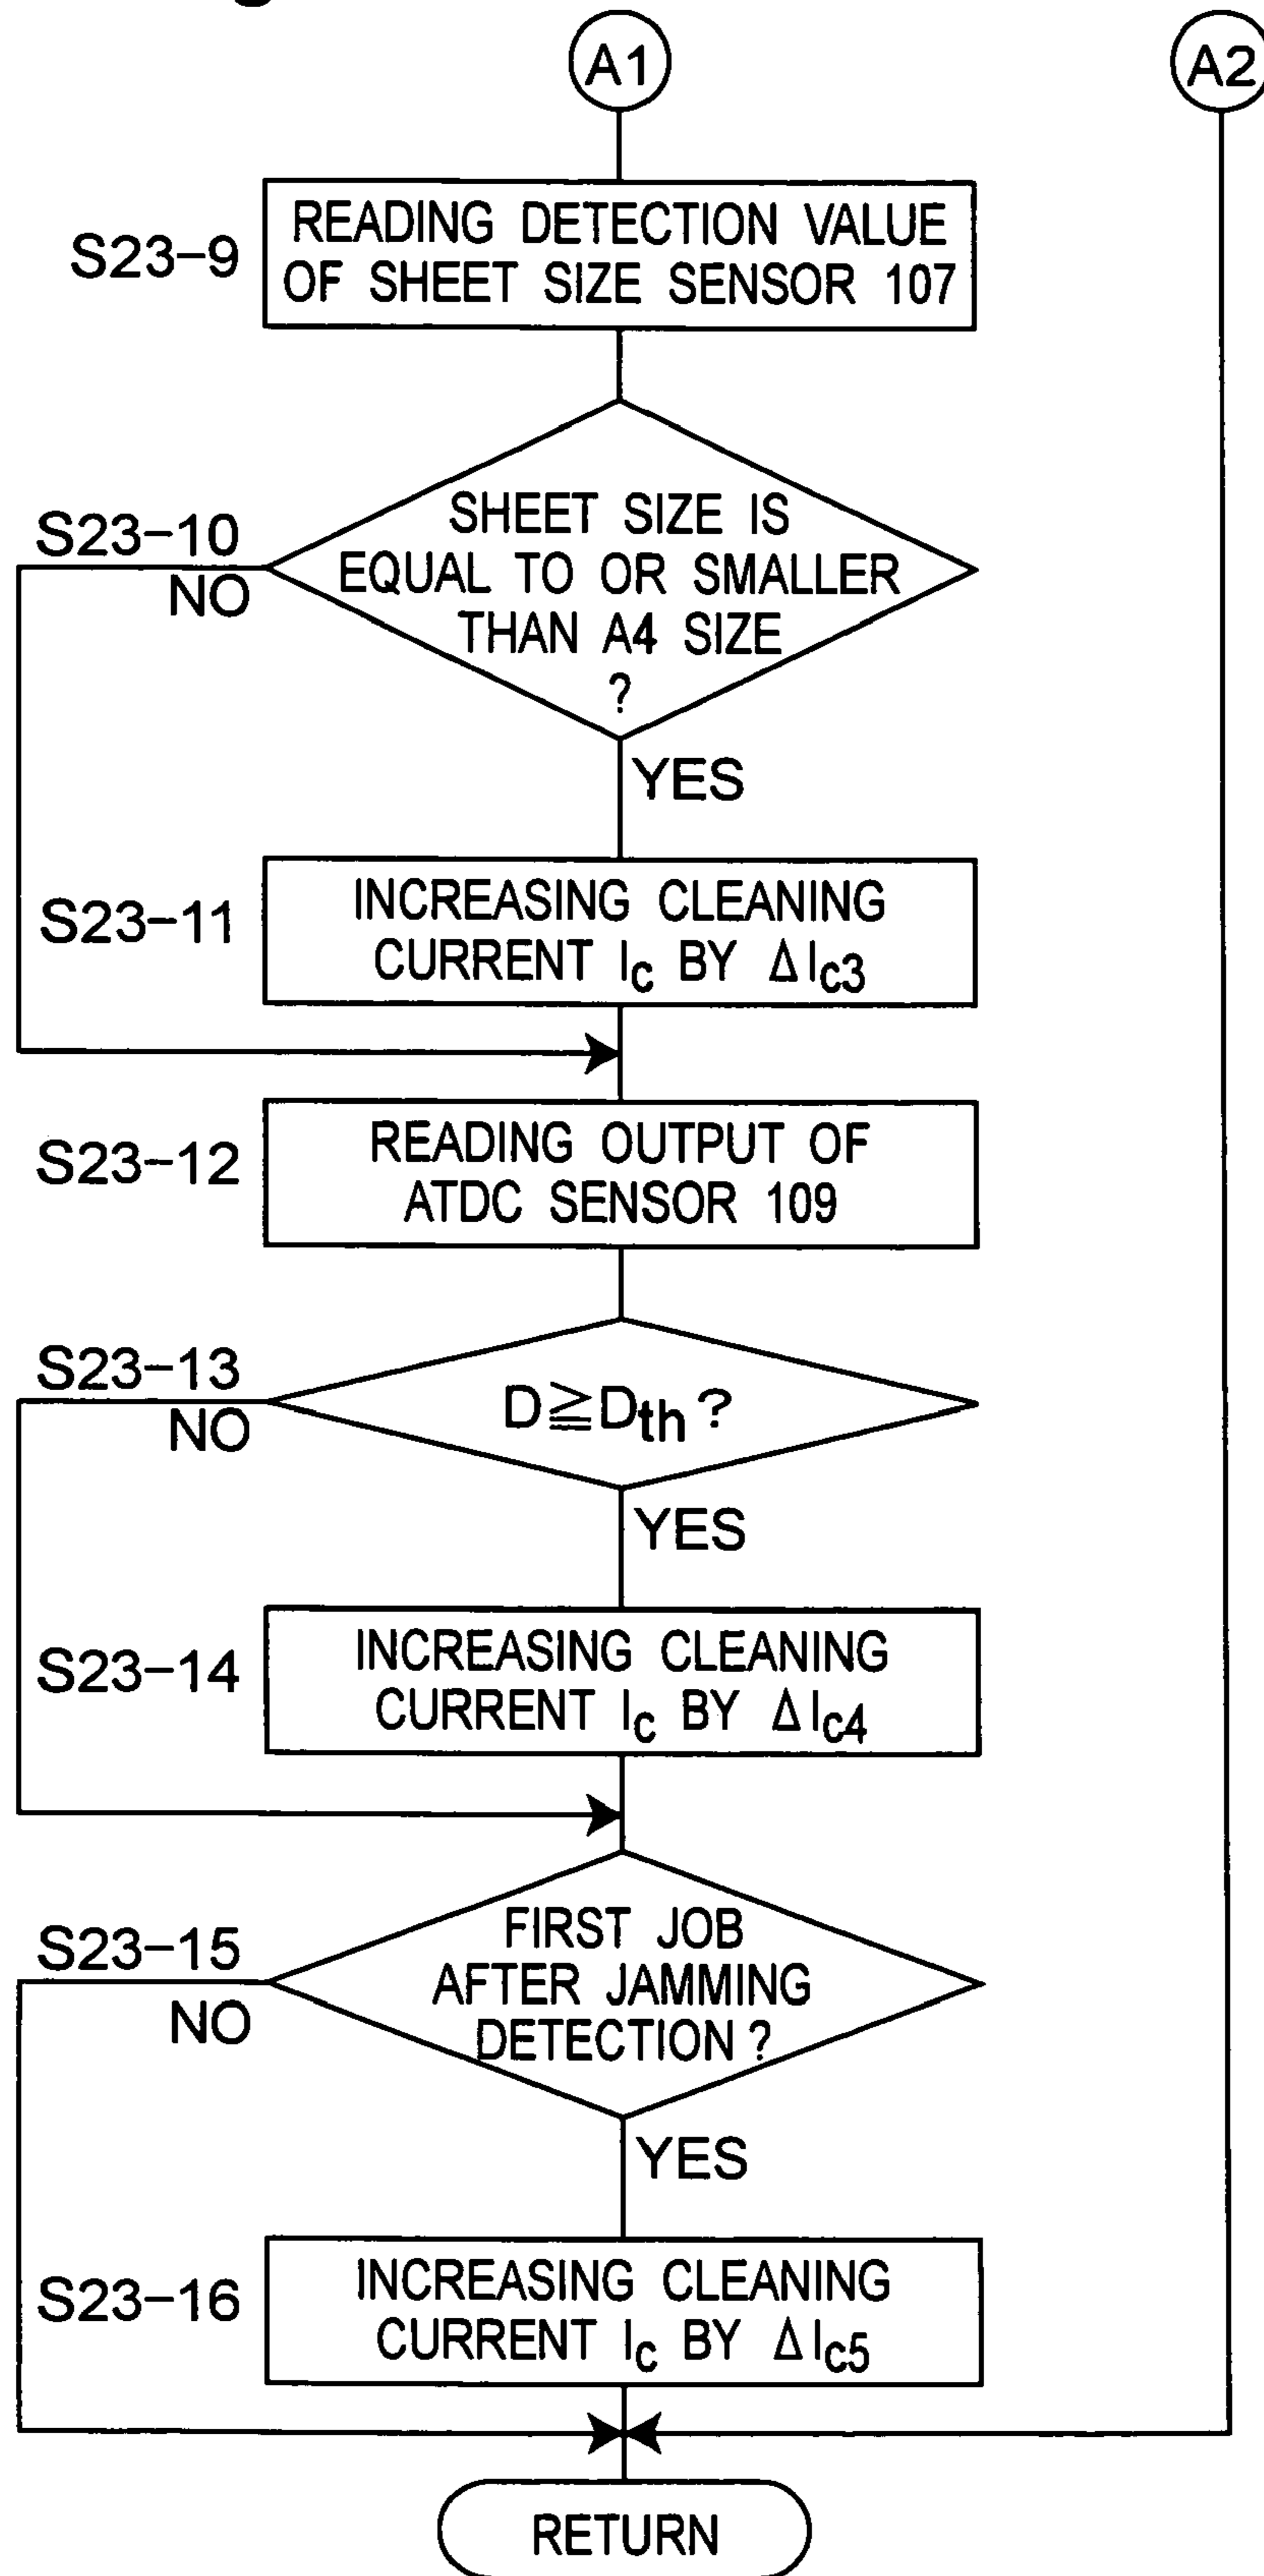 A1
A2
S23-9
READING DETECTION VALUE
OF SHEET SIZE SENSOR 107
S23-10
NO
SHEET SIZE IS
EQUAL TO OR SMALLER
THAN A4 SIZE
?
YES
S23-11
INCREASING CLEANING
CURRENT Ic BY ΔIc3
S23-12
READING OUTPUT OF
ATDC SENSOR 109
S23-13
NO
D≧Dth ?
YES
S23-14
INCREASING CLEANING
CURRENT Ic BY ΔIc4
S23-15
NO
FIRST JOB
AFTER JAMMING
DETECTION ?
YES
S23-16
INCREASING CLEANING
CURRENT Ic BY ΔIc5
RETURN